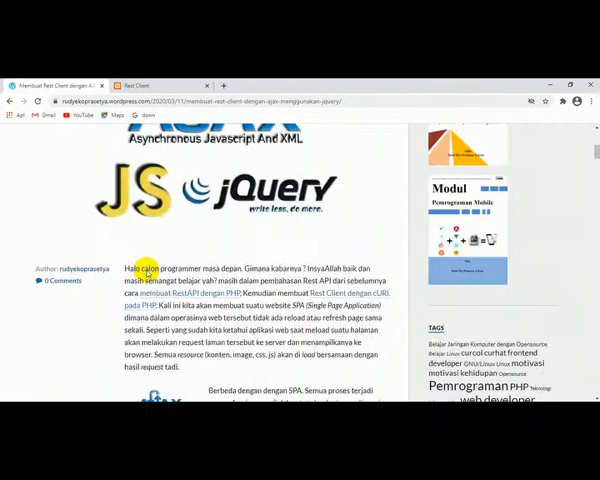 Membuat Rest Client dengan A
Rest Client
rudyekoprasetya.wordpress.com/2020/03/11/membuat-rest-client-dengan-ajax-menggunakan-jquery/
Apl
Gmail
YouTube
Maps
down
Asynchronous Javascript And XML
JS
jQuery
write less, do more.
Author: rudyekoprasetya
0 Comments
Halo calon programmer masa depan. Gimana kabarnya ? InsyaAllah baik dan
masih semangat belajar yah? masih dalam pembahasan Rest API dari sebelumnya
cara membuat RestAPI dengan PHP, Kemudian membuat Rest Client dengan cURL
pada PHP. Kali ini kita akan membuat suatu website SPA (Single Page Application)
dimana dalam operasinya web tersebut tidak ada reload atau refresh page sama
sekali. Seperti yang sudah kita ketahui aplikasi web saat meload suatu halaman
akan melakukan request laman tersebut ke server dan menampilkanya ke
browser. Semua resource (konten, image, css, js) akan di load bersamaan dengan
hasil request tadi.
Berbeda dengan dengan SPA. Semua proses terjadi
Modul
Pemrograman Mobile
TAGS
Belajar Jaringan Komputer dengan Opensource
Belajar Linux curcol curhat frontend
developer GNU/Linux Linux motivasi
motivasi kehidupan Opensource
Pemrograman PHP Teknologi
web developer